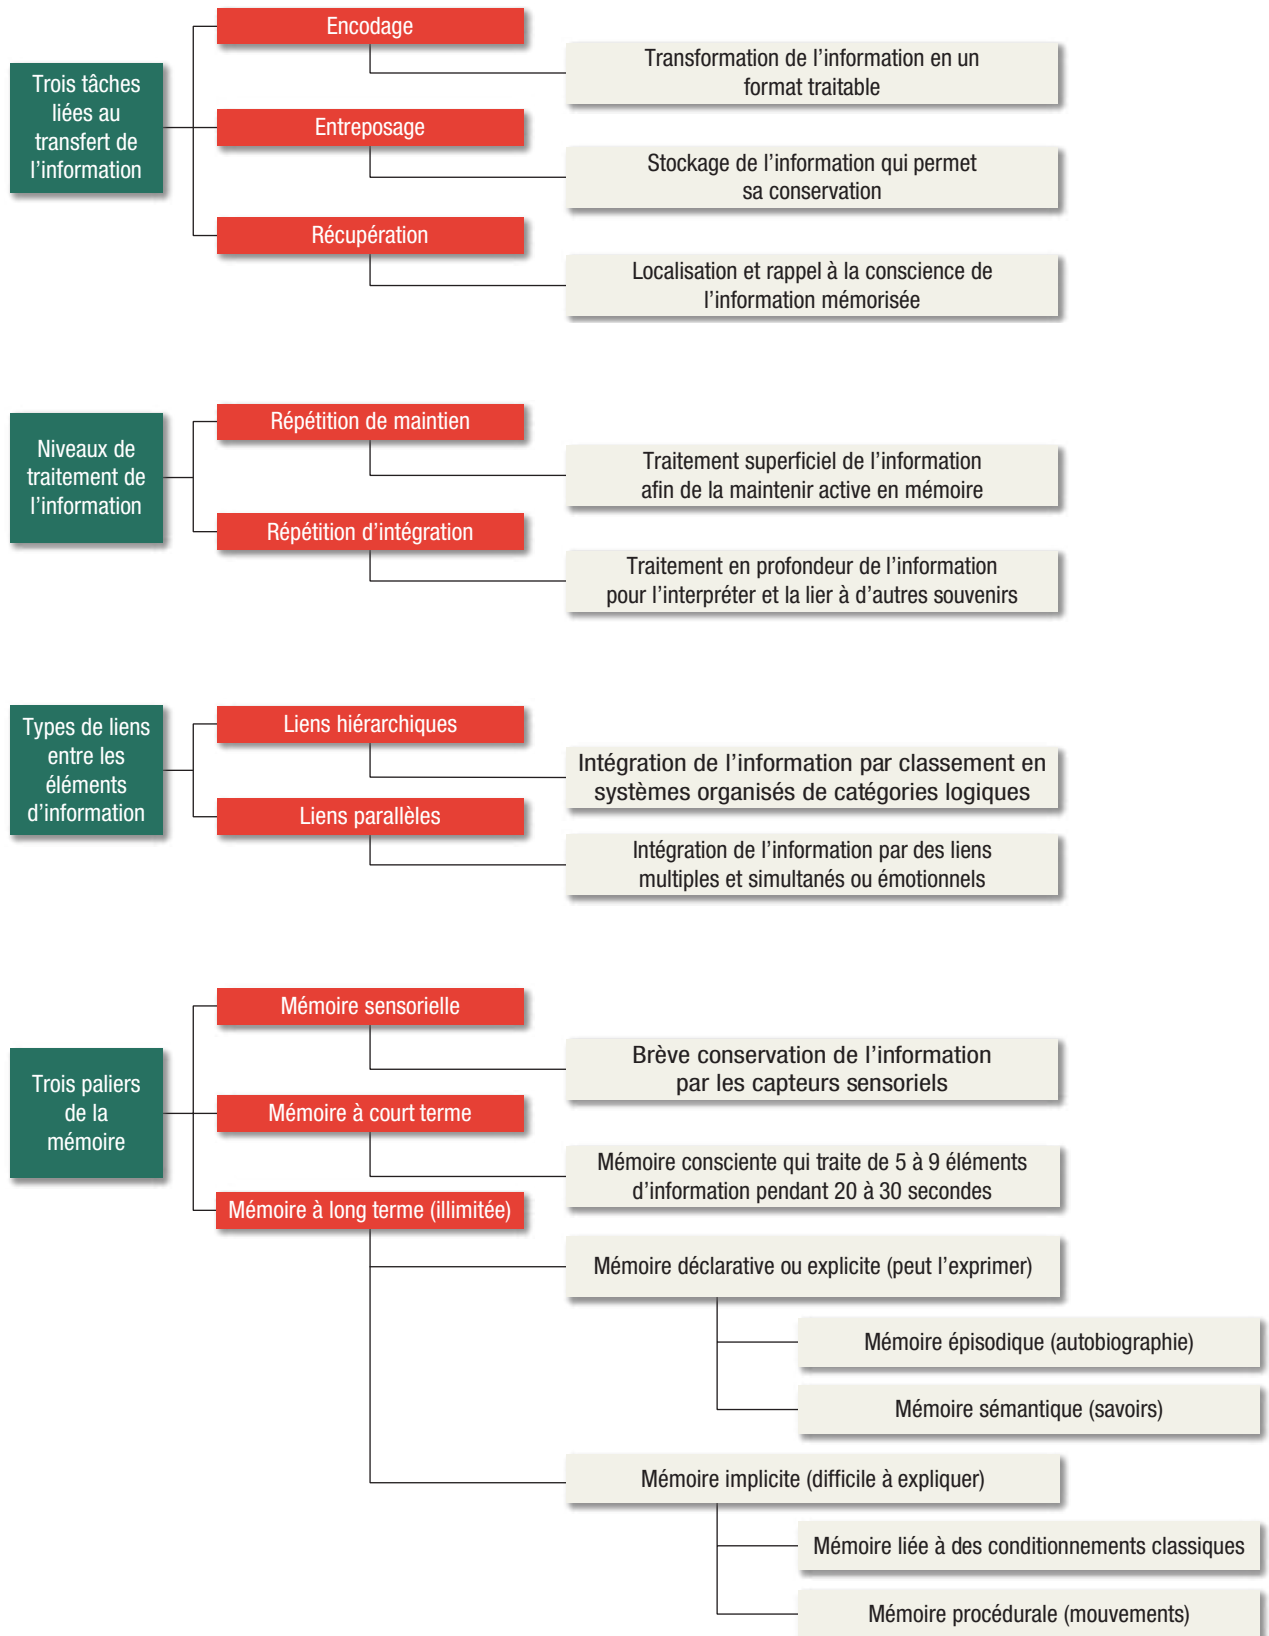 Trois tâches
liées au
transfert de
l'information
Encodage
Transformation de l'information en un
format traitable
Entreposage
Stockage de l'information qui permet
sa conservation
Récupération
Localisation et rappel à la conscience de
l'information mémorisée
Niveaux de
traitement de
l'information
Répétition de maintien
Traitement superficiel de l'information
afin de la maintenir active en mémoire
Répétition d'intégration
Traitement en profondeur de l'information
pour l'interpréter et la lier à d'autres souvenirs
Types de liens
entre les
éléments
d'information
Liens hiérarchiques
Intégration de l'information par classement en
systèmes organisés de catégories logiques
Liens parallèles
Intégration de l'information par des liens
multiples et simultanés ou émotionnels
Trois paliers
de la
mémoire
Mémoire sensorielle
Brève conservation de l'information
par les capteurs sensoriels
Mémoire à court terme
Mémoire consciente qui traite de 5 à 9 éléments
d'information pendant 20 à 30 secondes
Mémoire à long terme (illimitée)
Mémoire déclarative ou explicite (peut l'exprimer)
Mémoire épisodique (autobiographie)
Mémoire sémantique (savoirs)
Mémoire implicite (difficile à expliquer)
Mémoire liée à des conditionnements classiques
Mémoire procédurale (mouvements)